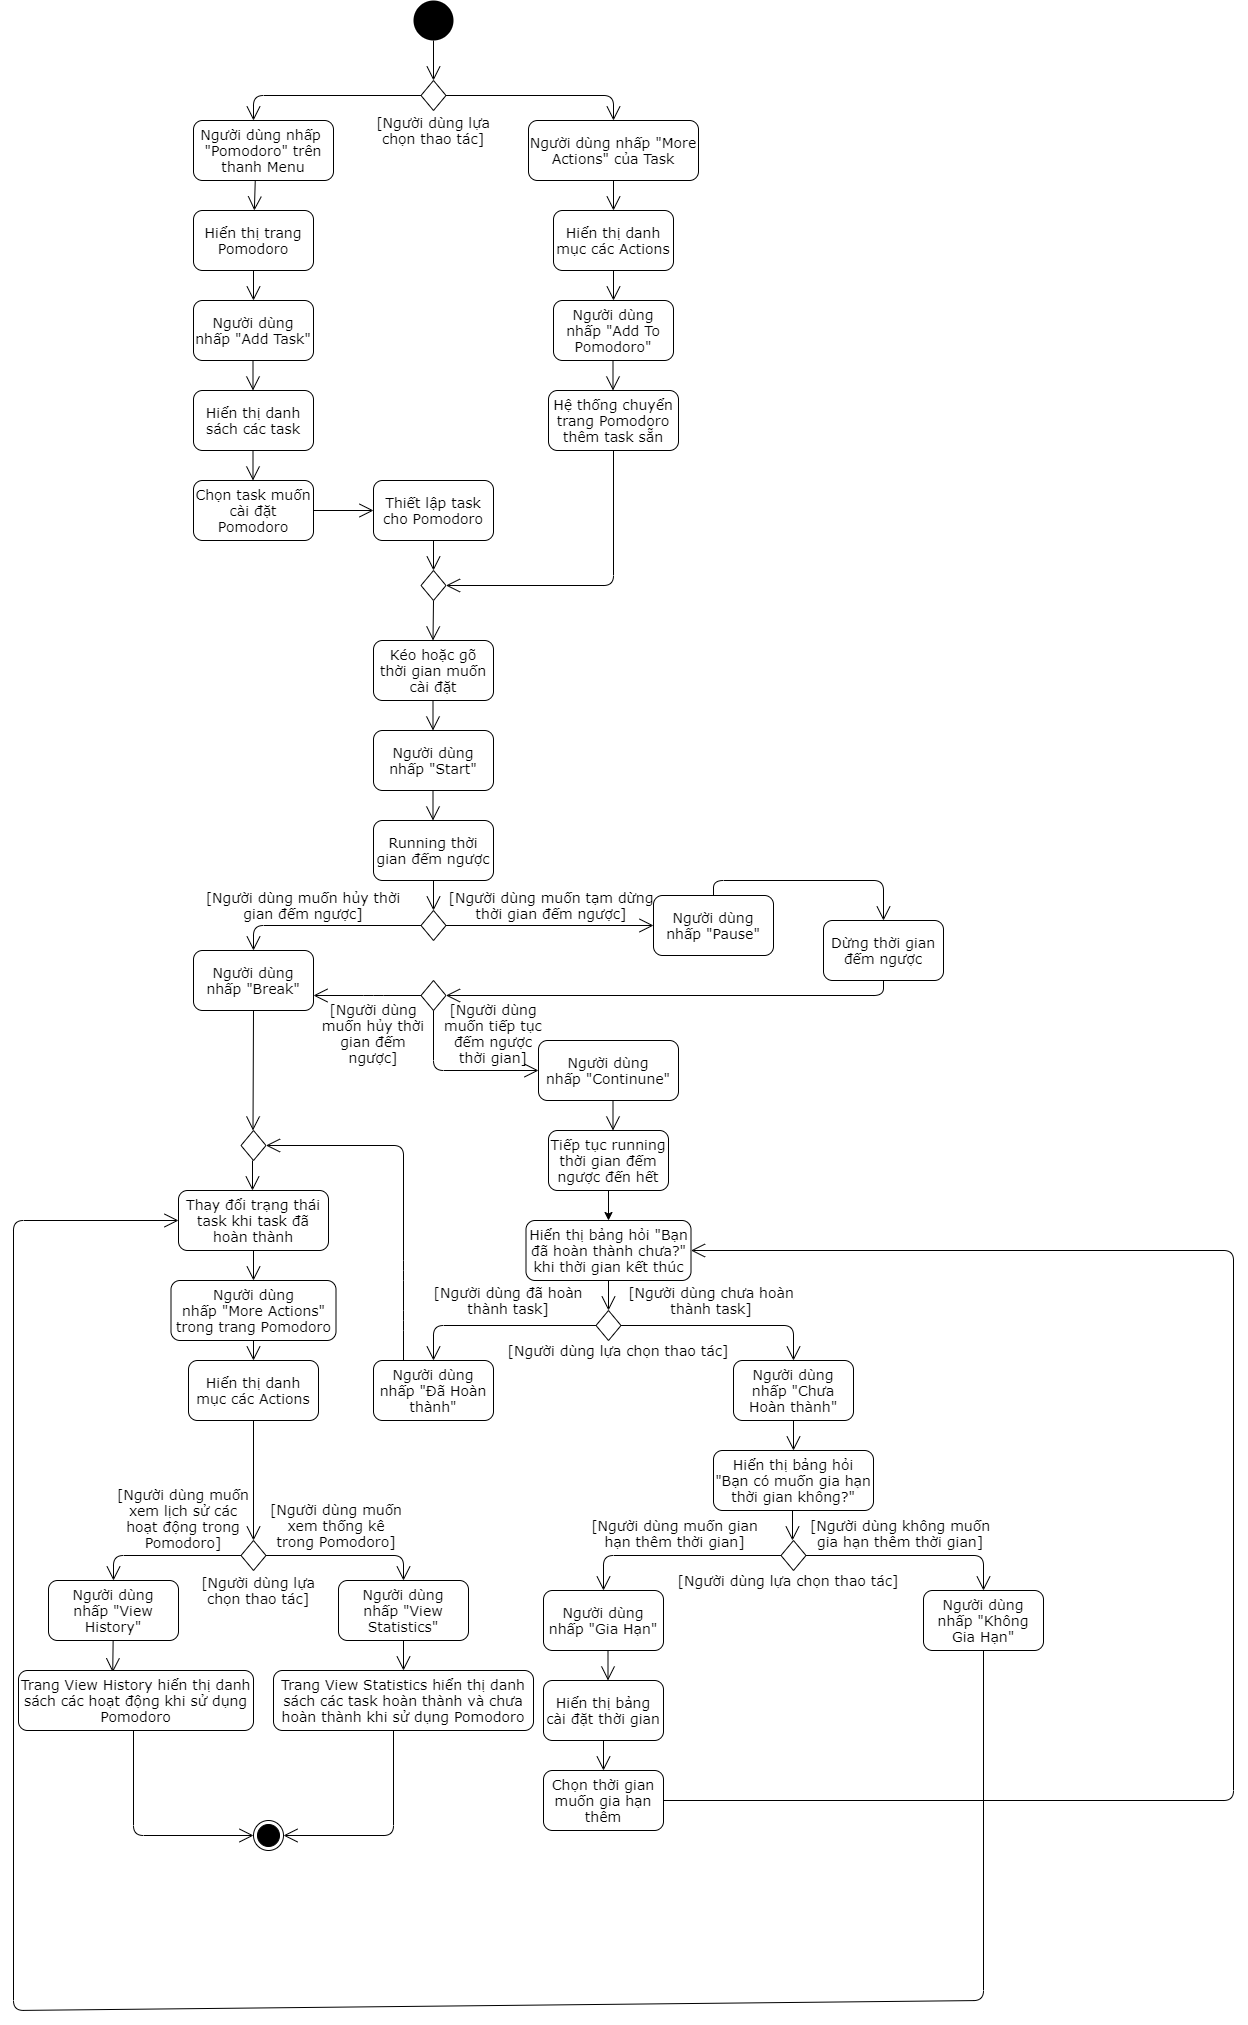 [Người dùng lựa
chọn thao tác]
Người dùng nhấp
"Pomodoro" trên
thanh Menu
Người dùng nhấp "More
Actions" của Task
Hiển thị trang
Pomodoro
Hiển thị danh
mục các Actions
Người dùng
nhấp "Add Task"
Người dùng
nhấp "Add To
Pomodoro"
Hiển thị danh
sách các task
Hệ thống chuyển
trang Pomodoro
thêm task sẵn
Chọn task muốn
cài đặt
Pomodoro
Thiết lập task
cho Pomodoro
Kéo hoặc gõ
thời gian muốn
cài đặt
Người dùng
nhấp "Start"
Running thời
gian đếm ngược
[Người dùng muốn hủy thời
gian đếm ngược]
[Người dùng muốn tạm dừng
thời gian đếm ngược]
Người dùng
nhấp "Pause"
Dừng thời gian
đếm ngược
Người dùng
nhấp "Break"
[Người dùng
muốn hủy thời
gian đếm
ngược]
[Người dùng
muốn tiếp tục
đếm ngược
thời gian]
Người dùng
nhấp "Continune"
Tiếp tục running
thời gian đếm
ngược đến hết
Thay đổi trạng thái
task khi task đã
hoàn thành
Hiển thị bảng hỏi "Bạn
đã hoàn thành chưa?"
khi thời gian kết thúc
Người dùng
nhấp "More Actions"
trong trang Pomodoro
[Người dùng đã hoàn
thành task]
[Người dùng chưa hoàn
thành task]
[Người dùng lựa chọn thao tác]
Hiển thị danh
mục các Actions
Người dùng
nhấp "Đã Hoàn
thành"
Người dùng
nhấp "Chưa
Hoàn thành"
Hiển thị bảng hỏi
"Bạn có muốn gia hạn
thời gian không?"
[Người dùng muốn
xem lịch sử các
hoạt động trong
Pomodoro]
[Người dùng muốn
xem thống kê
trong Pomodoro]
[Người dùng muốn gian
hạn thêm thời gian]
[Người dùng không muốn
gia hạn thêm thời gian]
[Người dùng lựa
chọn thao tác]
[Người dùng lựa chọn thao tác]
Người dùng
nhấp "View
History"
Người dùng
nhấp "View
Statistics"
Người dùng
nhấp "Gia Hạn"
Người dùng
nhấp "Không
Gia Hạn"
Trang View History hiển thị danh
sách các hoạt động khi sử dụng
Pomodoro
Trang View Statistics hiển thị danh
sách các task hoàn thành và chưa
hoàn thành khi sử dụng Pomodoro
Hiển thị bảng
cài đặt thời gian
Chọn thời gian
muốn gia hạn
thêm